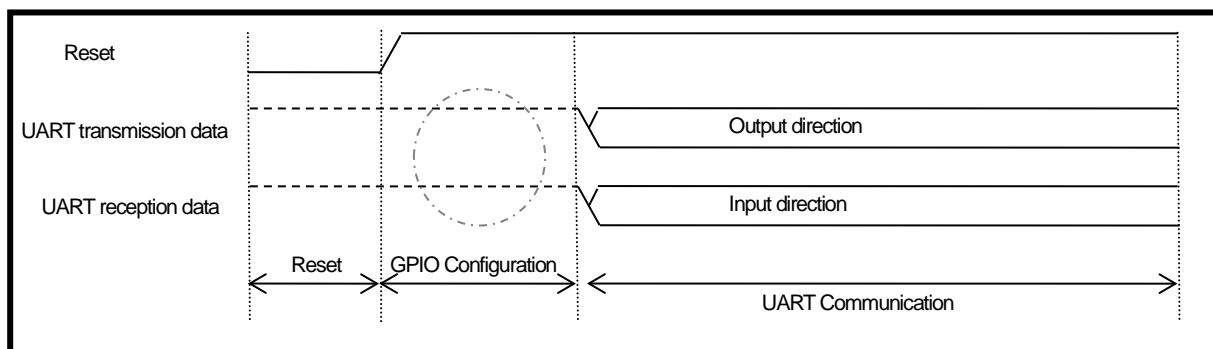 Reset
UART transmission data
Output direction
UART reception data
Input direction
Reset
GPIO Configuration
UART Communication